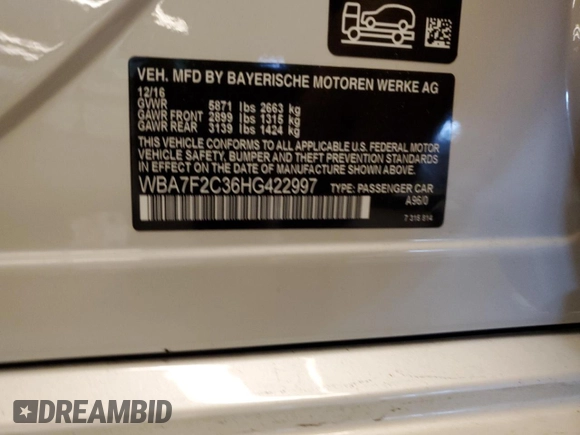 VEH. MFD BY BAYERISCHE MOTOREN WERKE AG
12/16
GVWR 5871 lbs 2663 kg
GAWR FRONT 2899 lbs 1315 kg
GAWR REAR 3139 lbs 1424 kg
THIS VEHICLE CONFORMS TO ALL APPLICABLE U.S. FEDERAL MOTOR
VEHICLE SAFETY, BUMPER AND THEFT PREVENTION STANDARDS
IN EFFECT ON THE DATE OF MANUFACTURE SHOWN ABOVE.
WBA7F2C36HG422997 TYPE: PASSENGER CAR
A96/0
7 316 814
DREAMBID